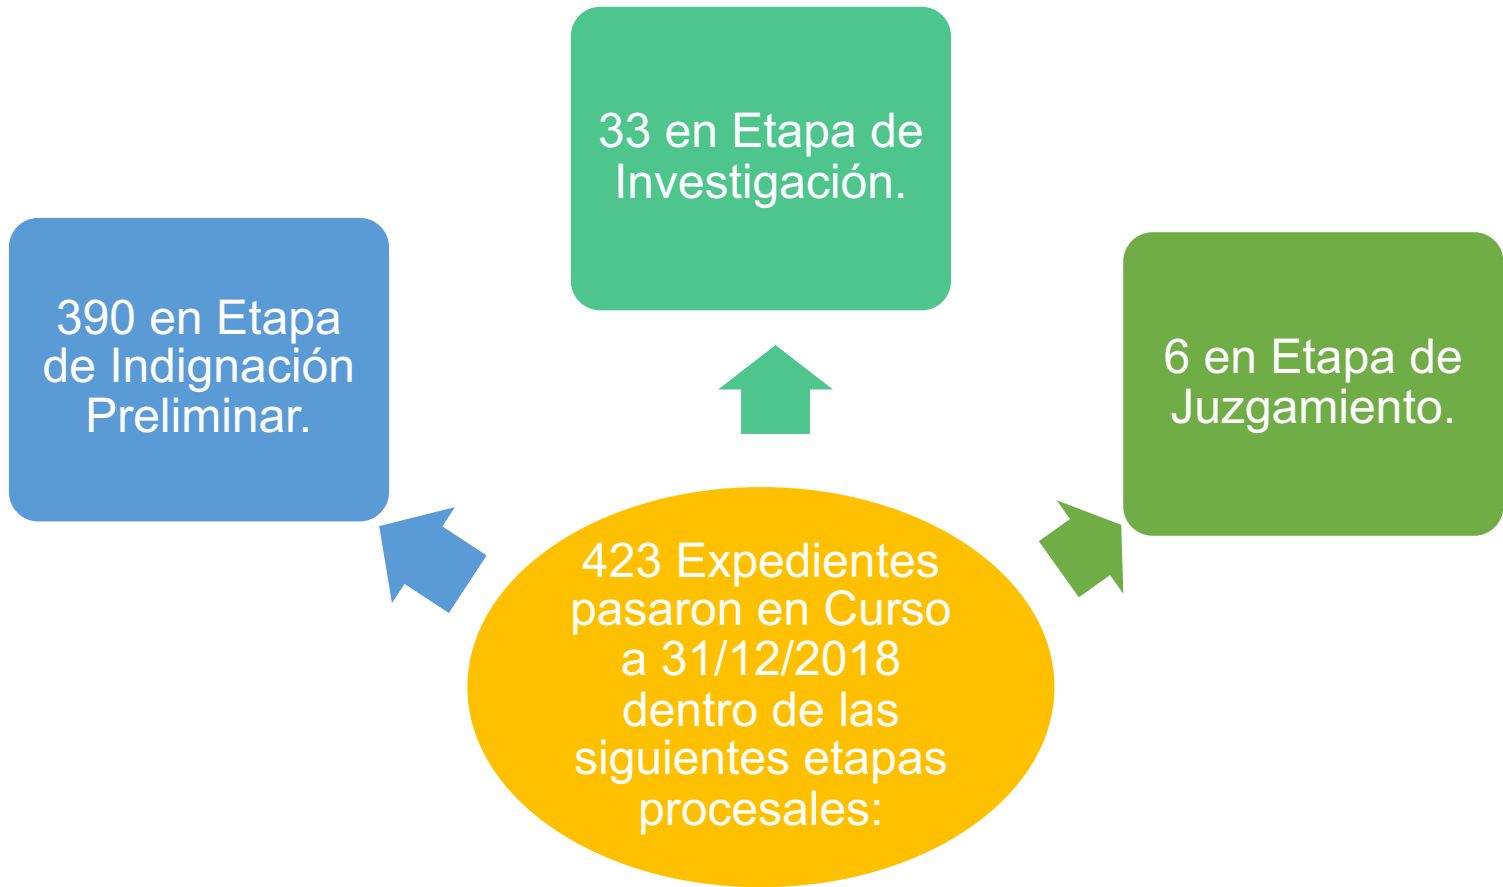 33 en Etapa de
Investigación.
390 en Etapa
de Indignación
Preliminar.
6 en Etapa de
Juzgamiento.
423 Expedientes
pasaron en Curso
a 31/12/2018
dentro de las
siguientes etapas
procesales: